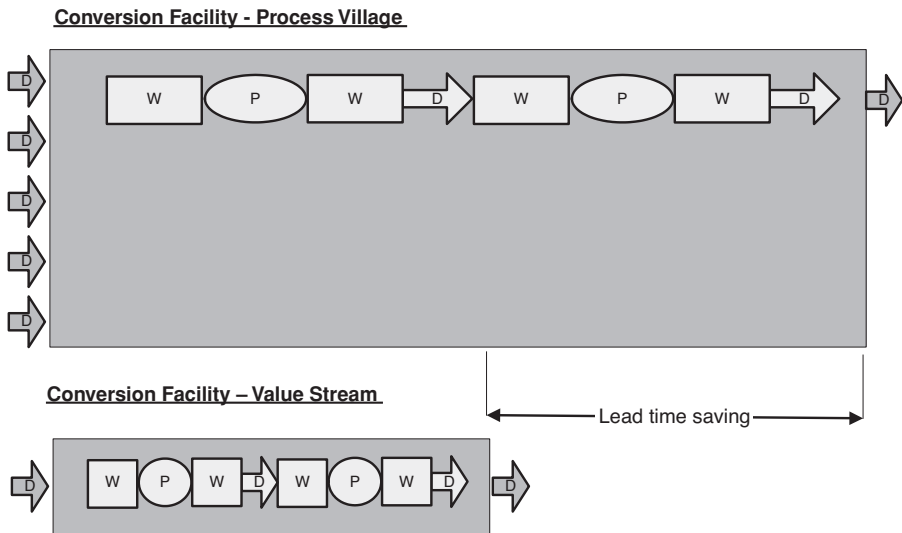 Conversion Facility - Process Village
D
W P W D W P W D
D
D
D
D
D
Conversion Facility – Value Stream
Lead time saving
D W P W D W P W D D